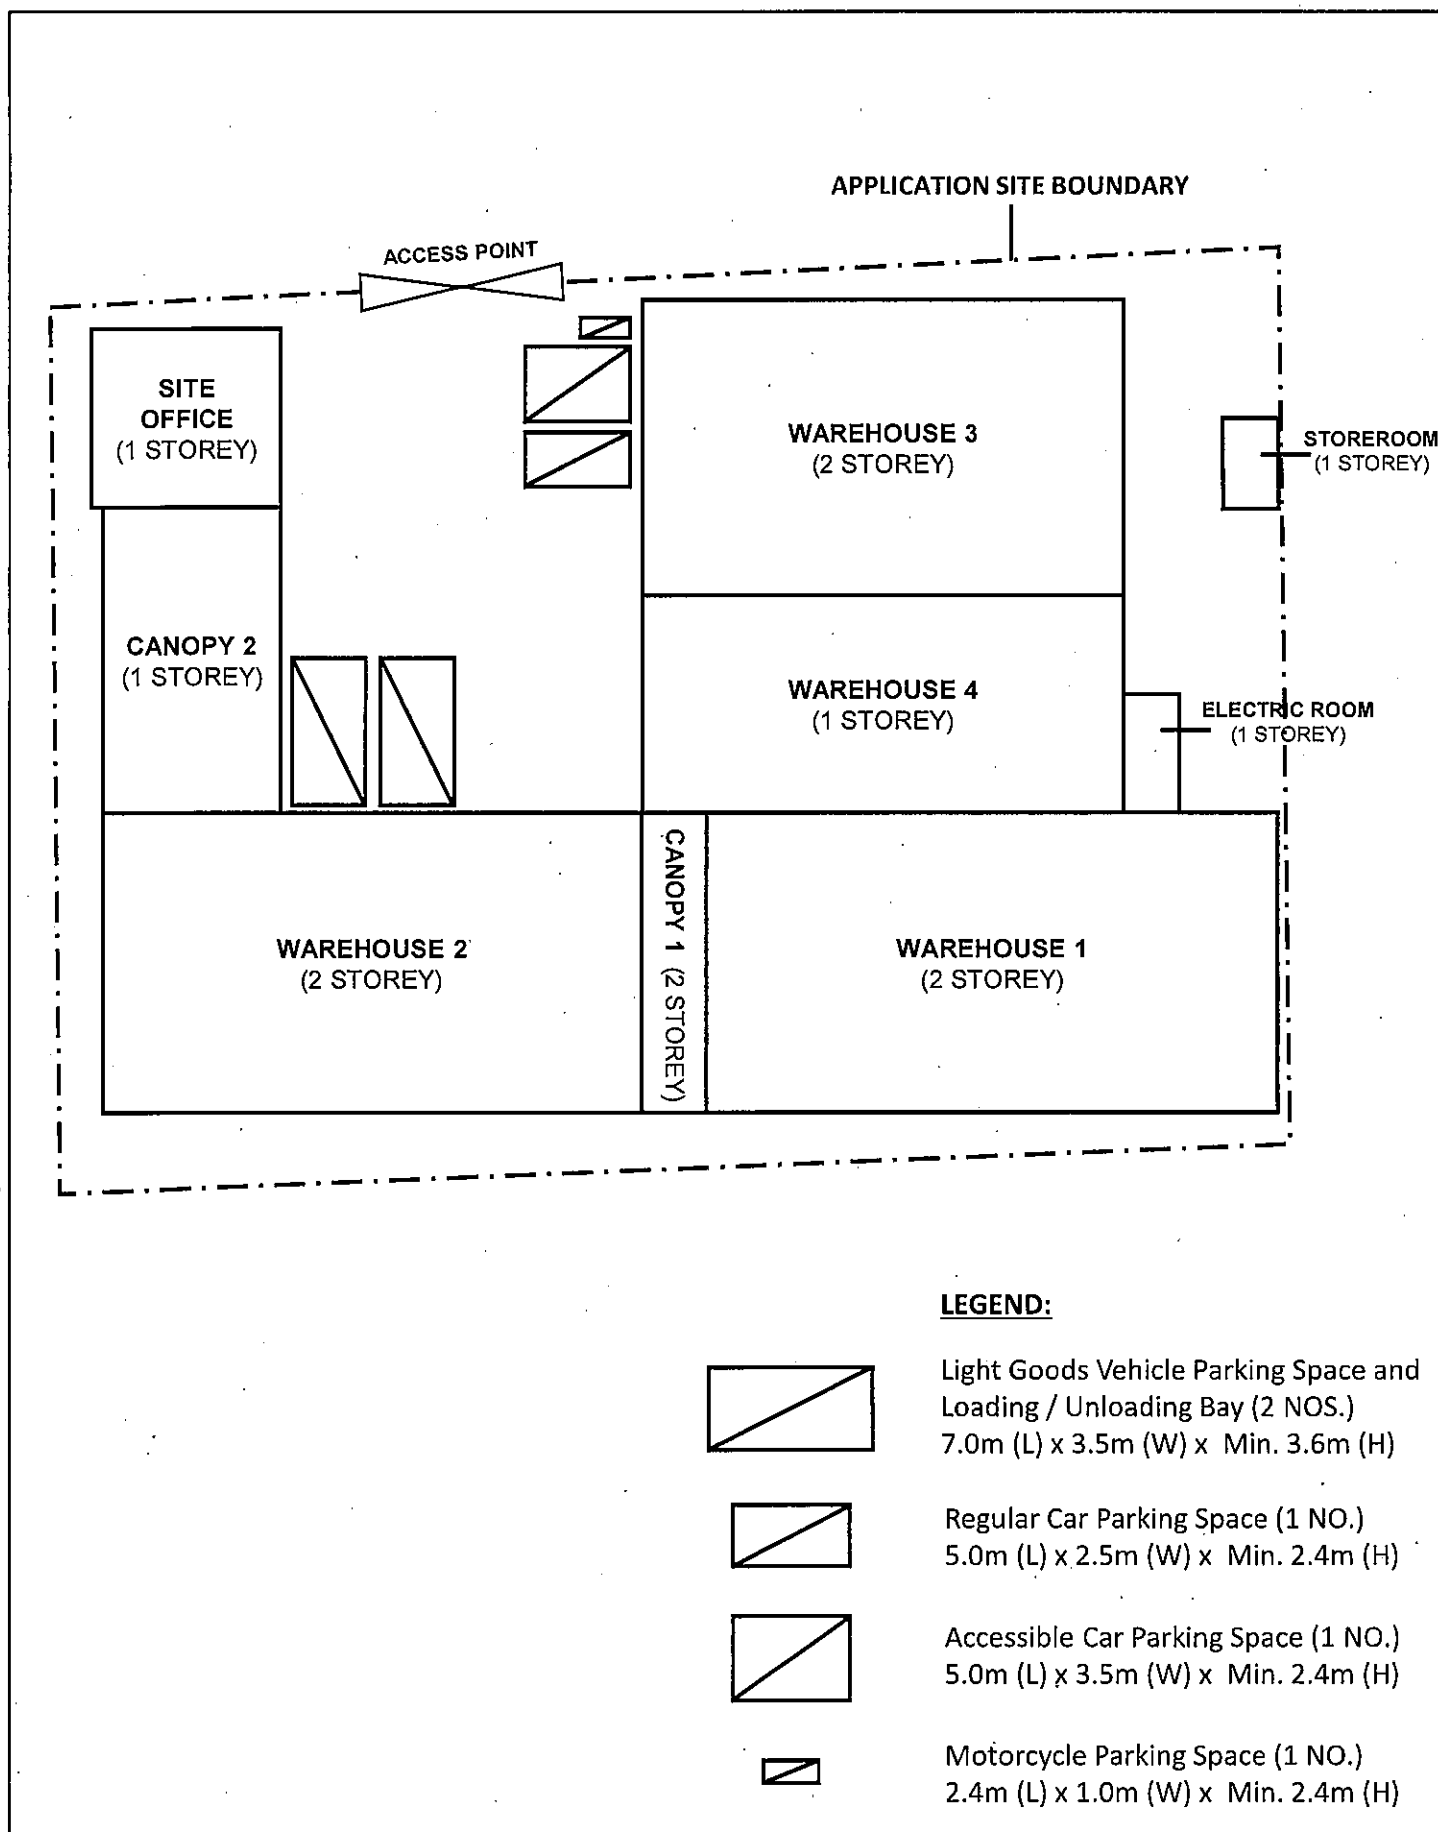 APPLICATION SITE BOUNDARY
ACCESS POINT
SITE
OFFICE
(1 STOREY)
WAREHOUSE 3
(2 STOREY)
STOREROOM
(1 STOREY)
CANOPY 2
(1 STOREY)
WAREHOUSE 4
(1 STOREY)
ELECTRIC ROOM
(1 STOREY)
WAREHOUSE 2
(2 STOREY)
CANOPY 1 (2 STOREY)
WAREHOUSE 1
(2 STOREY)
LEGEND:
Light Goods Vehicle Parking Space and
Loading / Unloading Bay (2 NOS.)
7.0m (L) x 3.5m (W) x Min. 3.6m (H)
Regular Car Parking Space (1 NO.)
5.0m (L) x 2.5m (W) x Min. 2.4m (H)
Accessible Car Parking Space (1 NO.)
5.0m (L) x 3.5m (W) x Min. 2.4m (H)
Motorcycle Parking Space (1 NO.)
2.4m (L) x 1.0m (W) x Min. 2.4m (H)